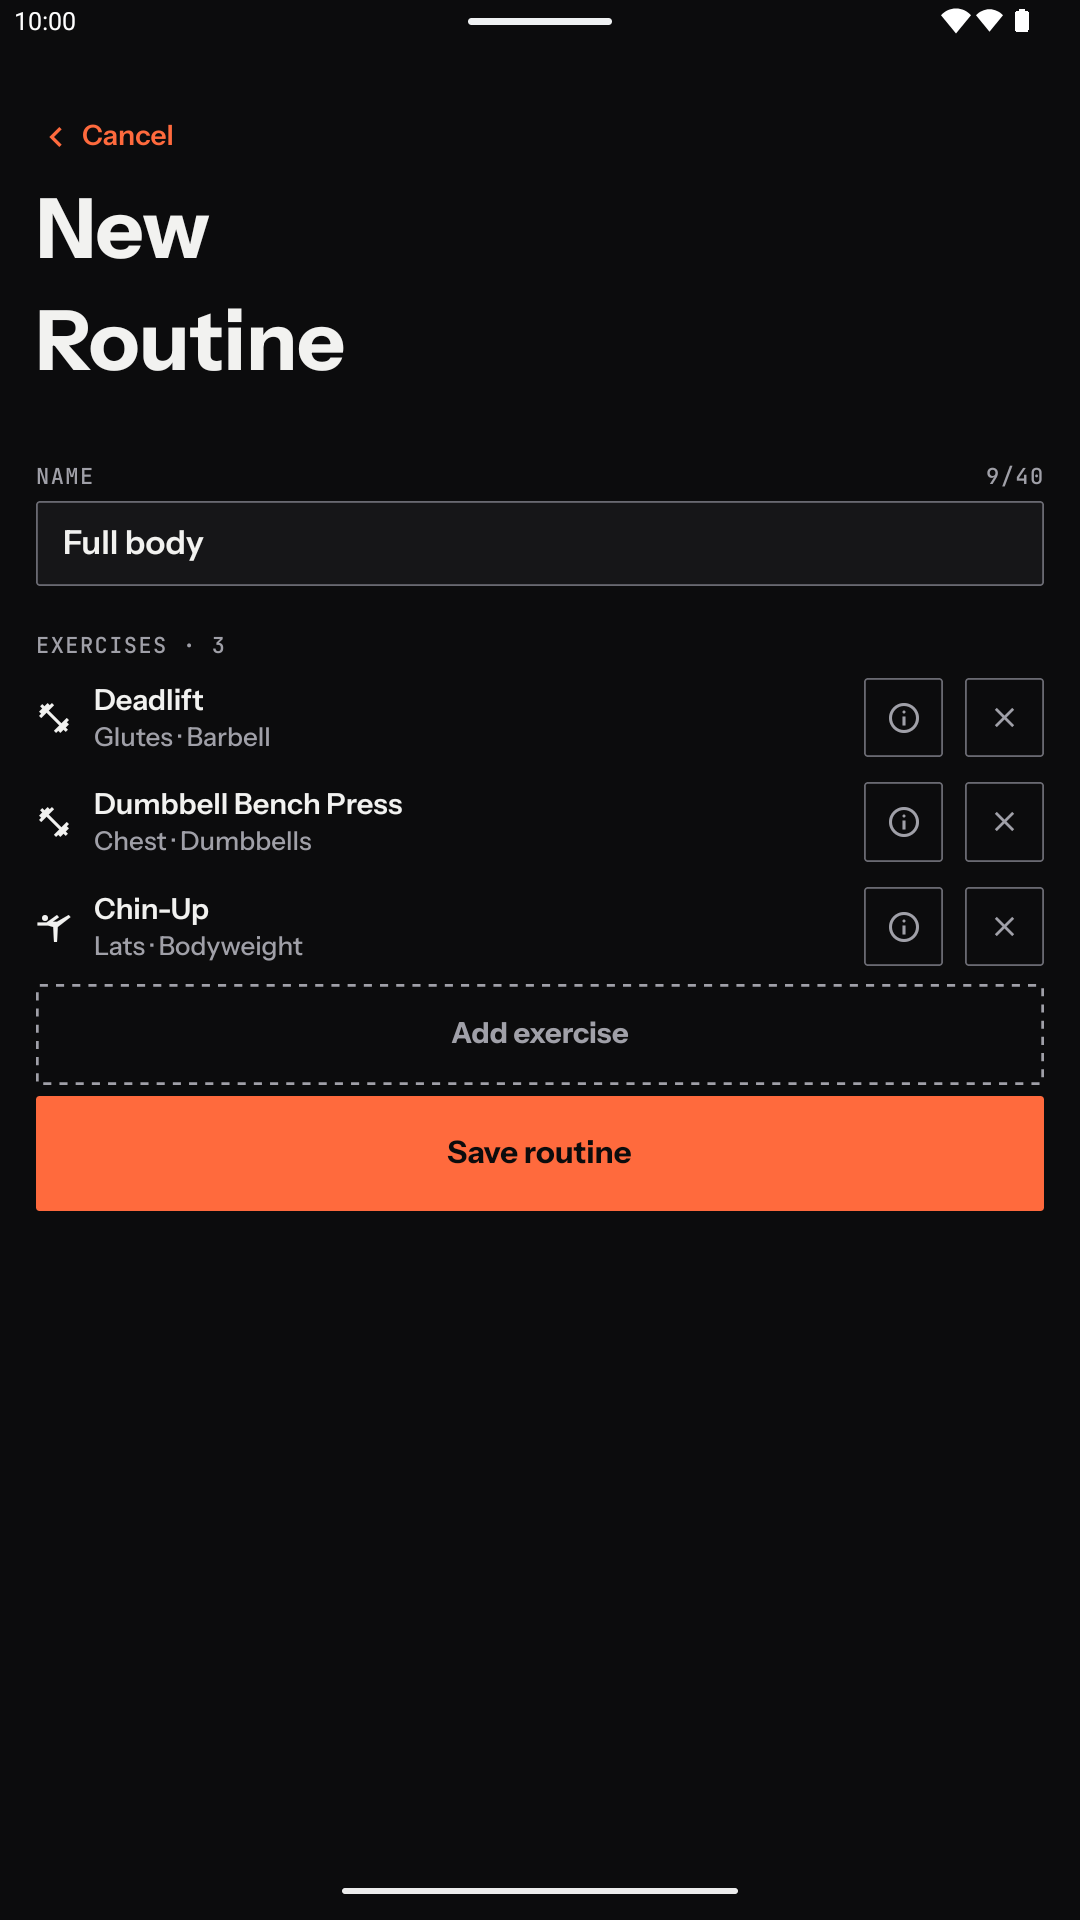 10:00
Cancel
New
Routine
NAME
9/40
Full body
EXERCISES · 3
Deadlift
Glutes · Barbell
Dumbbell Bench Press
Chest · Dumbbells
Chin-Up
Lats · Bodyweight
Add exercise
Save routine